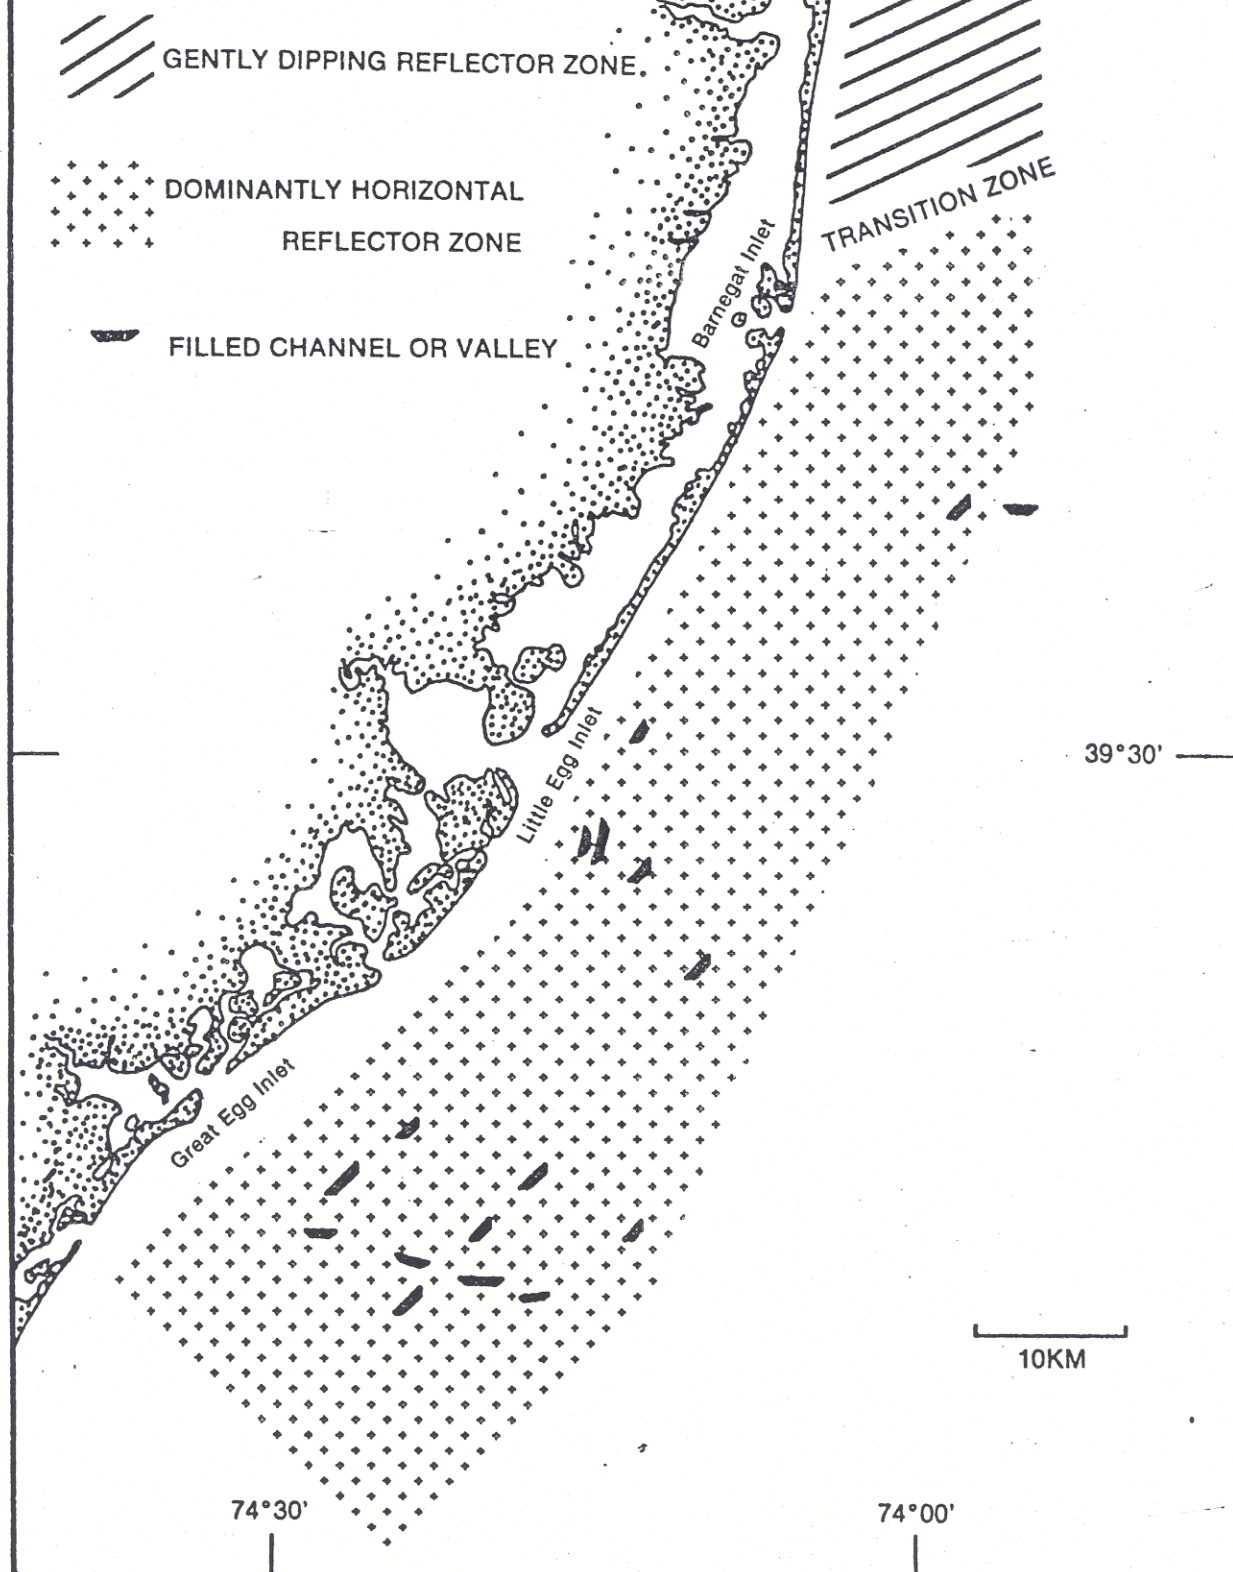 GENTLY DIPPING REFLECTOR ZONE.
DOMINANTLY HORIZONTAL
REFLECTOR ZONE
FILLED CHANNEL OR VALLEY
TRANSITION ZONE
Barnegat Inlet
Little Egg Inlet
39°30'
Great Egg Inlet
10KM
74°30'
74°00'